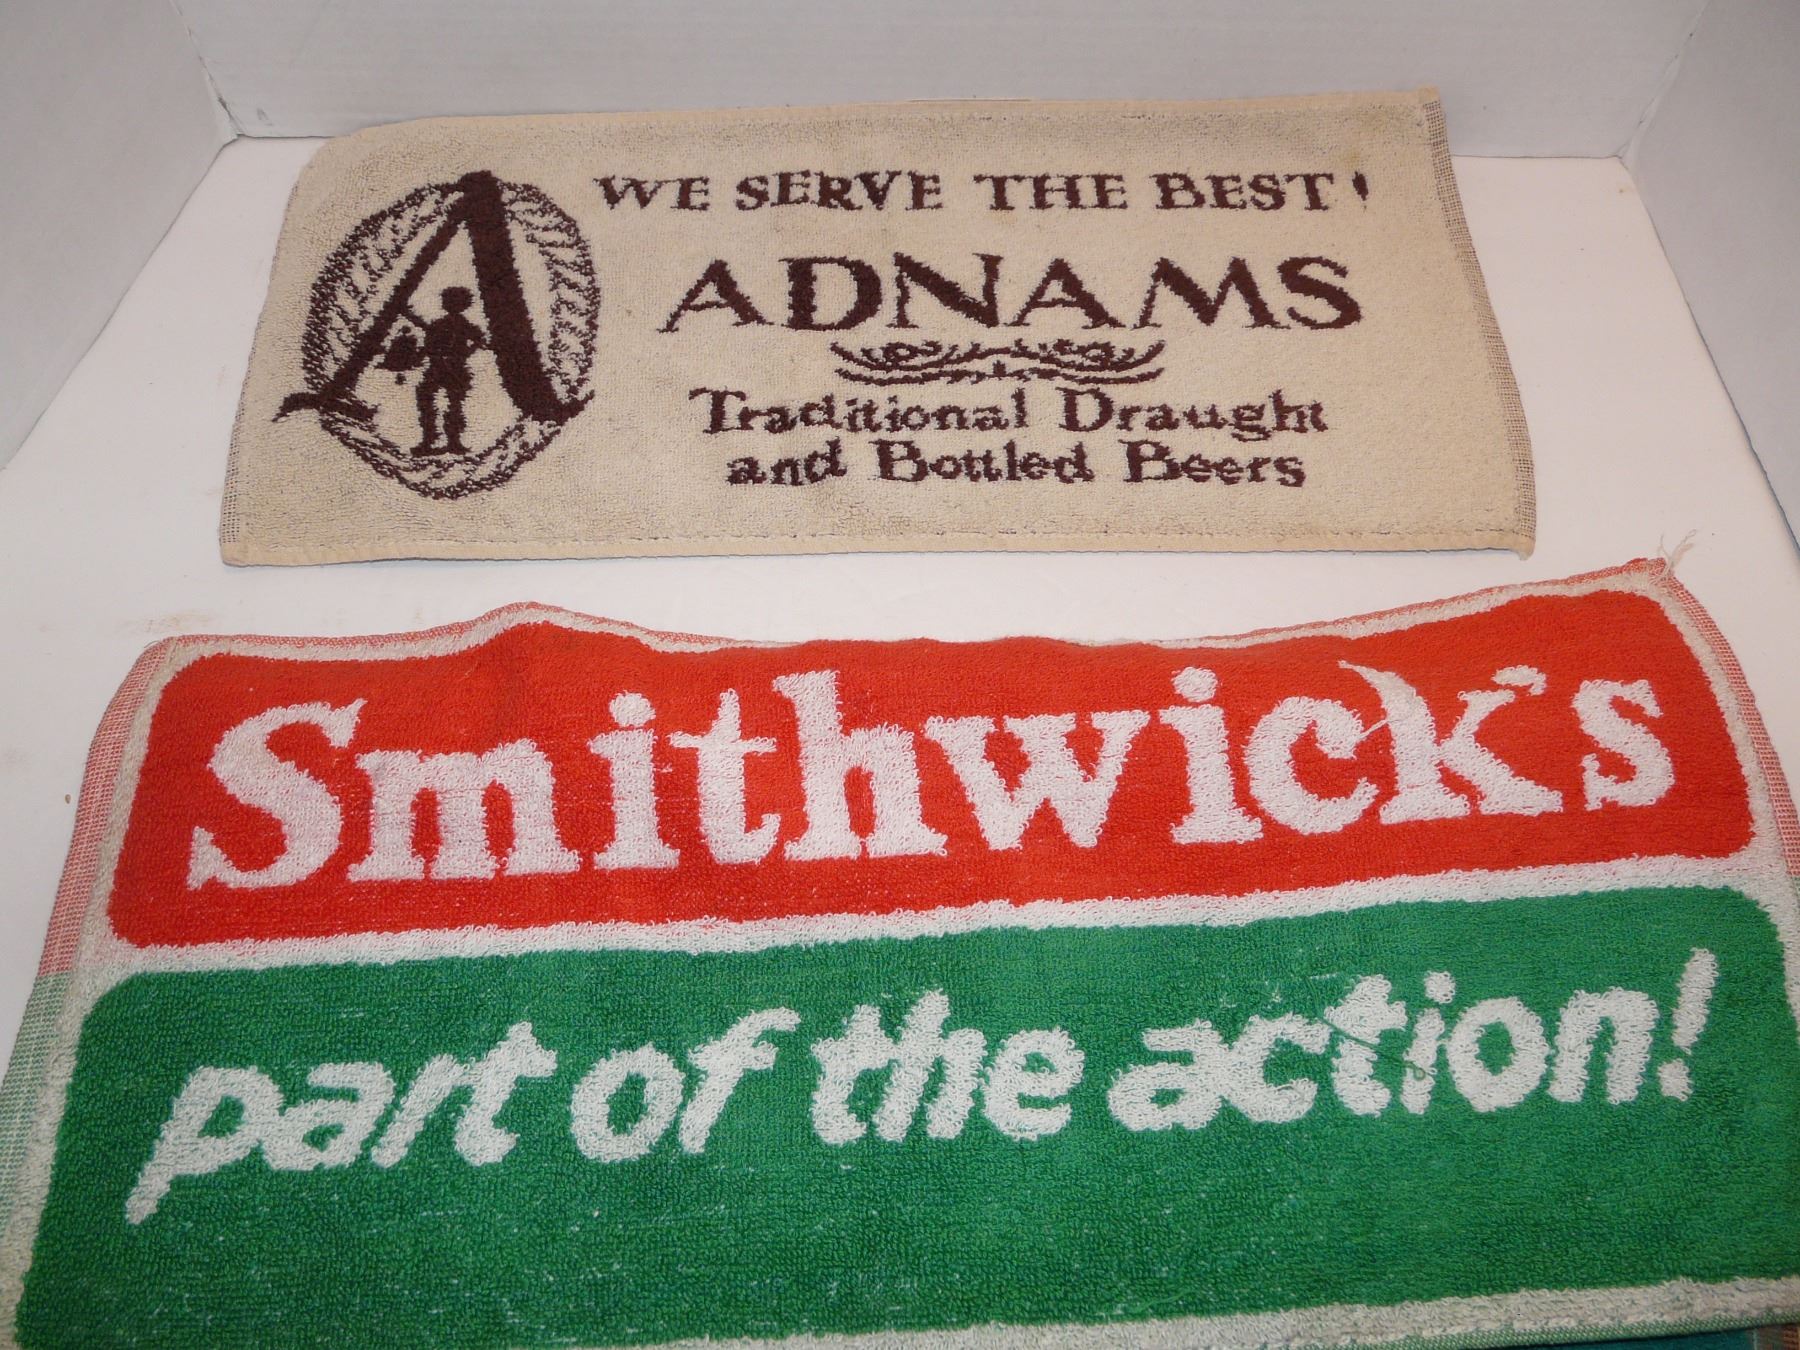 A
WE SERVE THE BEST!
ADNAMS
Traditional Draught
and Bottled Beers
Smithwick's
part of the action!